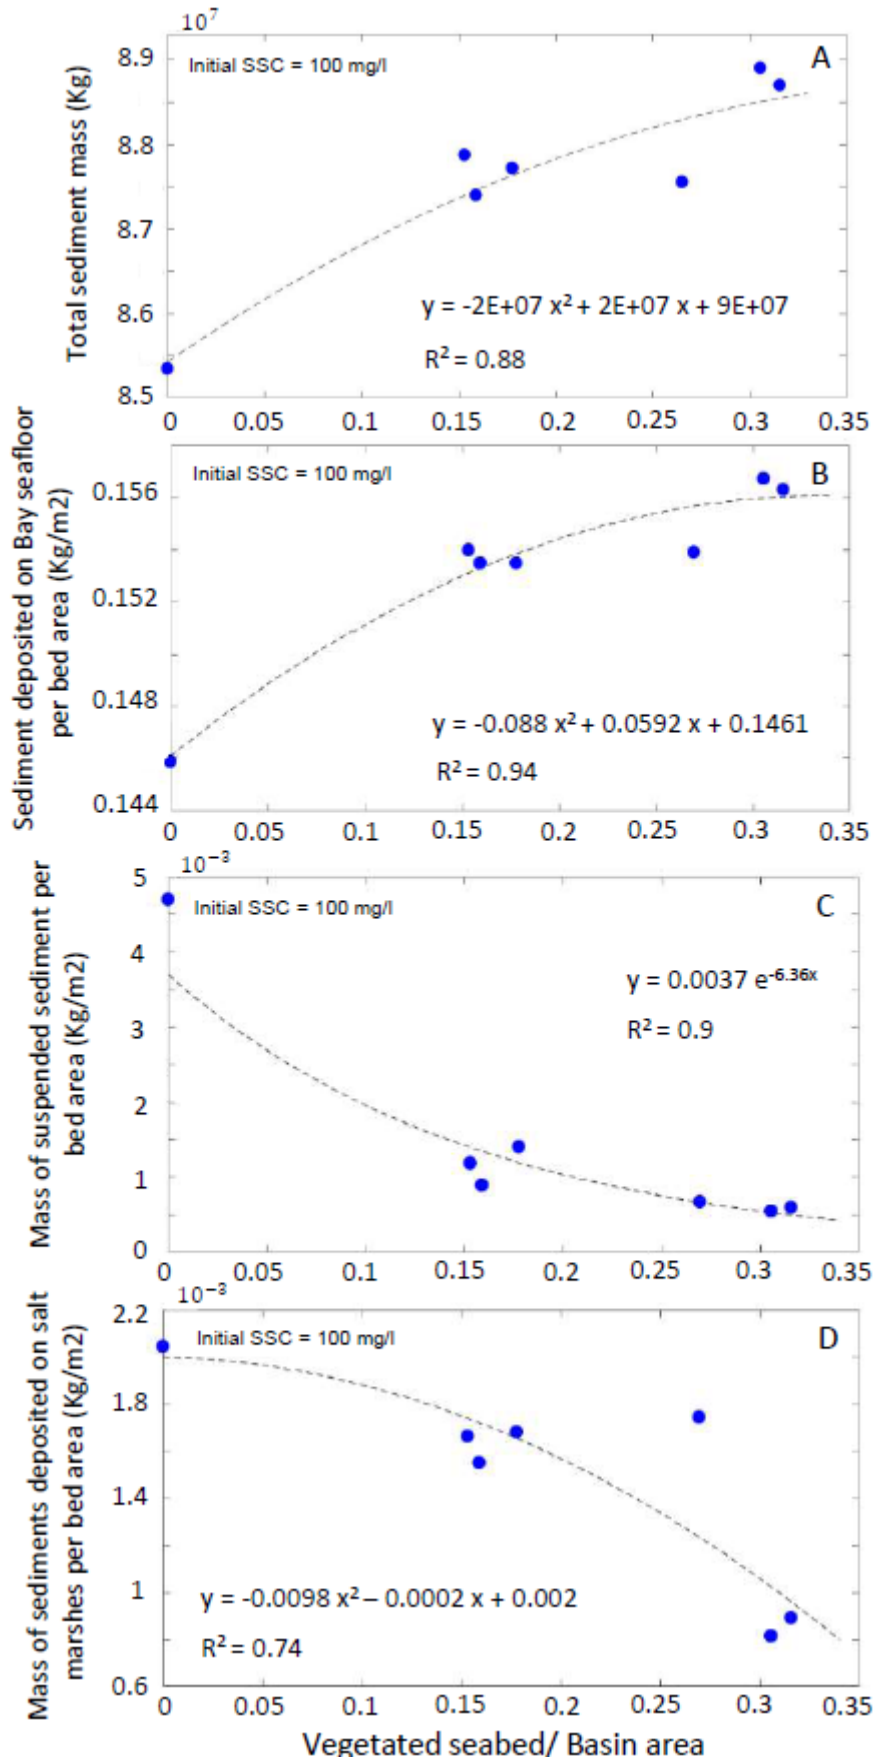 10⁷
Initial SSC = 100 mg/l
A
Total sediment mass (Kg)
8.9
8.8
8.7
8.6
8.5
y = -2E+07 x² + 2E+07 x + 9E+07
R² = 0.88
0 0.05 0.1 0.15 0.2 0.25 0.3 0.35
Initial SSC = 100 mg/l
B
Sediment deposited on Bay seafloor
per bed area (Kg/m2)
0.156
0.152
0.148
0.144
y = -0.088 x² + 0.0592 x + 0.1461
R² = 0.94
0 0.05 0.1 0.15 0.2 0.25 0.3 0.35
10⁻³
Initial SSC = 100 mg/l
C
Mass of suspended sediment per
bed area (Kg/m2)
5
4
3
2
1
0
y = 0.0037 e⁻⁶·³⁶ˣ
R² = 0.9
0 0.05 0.1 0.15 0.2 0.25 0.3 0.35
10⁻³
Initial SSC = 100 mg/l
D
Mass of sediments deposited on salt
marshes per bed area (Kg/m2)
2.2
1.8
1.4
1
0.6
y = -0.0098 x² – 0.0002 x + 0.002
R² = 0.74
0 0.05 0.1 0.15 0.2 0.25 0.3 0.35
Vegetated seabed/ Basin area